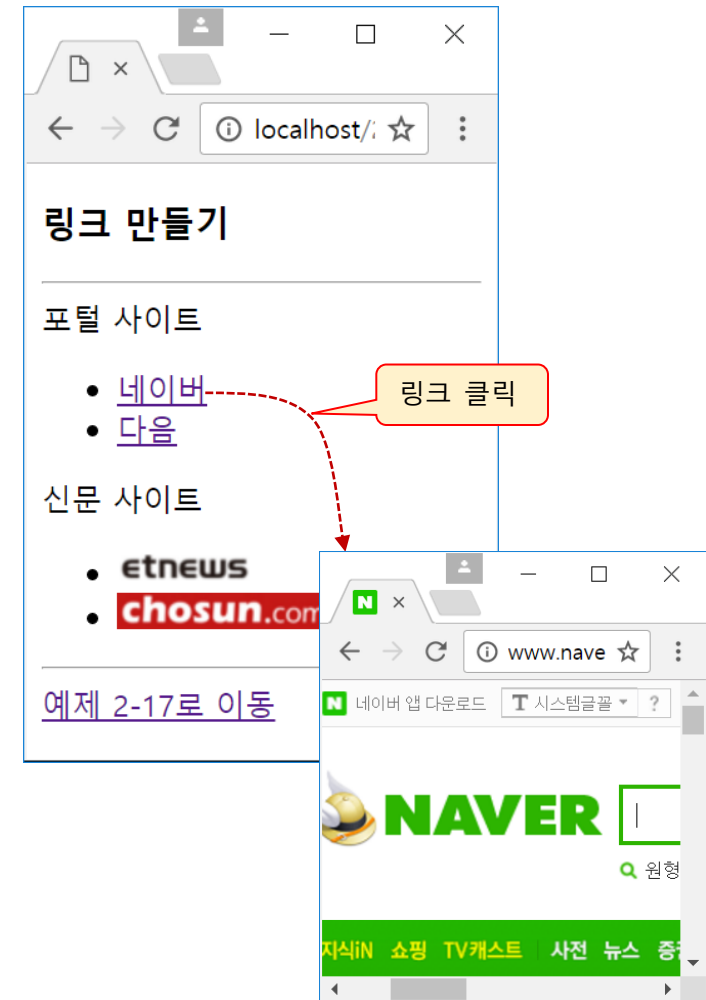 localhost/2
링크 만들기
포털 사이트
네이버
링크 클릭
다음
신문 사이트
etnews
chosun.com
예제 2-17로 이동
N
www.nave
N 네이버 앱 다운로드 T 시스템글꼴 ?
NAVER
원형
지식iN 쇼핑 TV캐스트 사전 뉴스